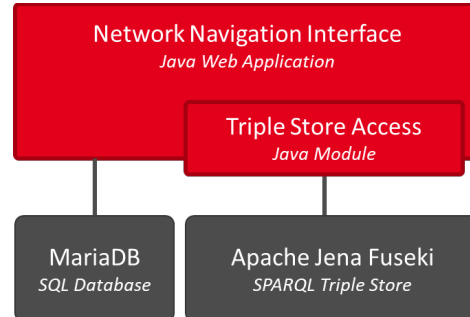 Network Navigation Interface
Java Web Application
Triple Store Access
Java Module
MariaDB
SQL Database
Apache Jena Fuseki
SPARQL Triple Store